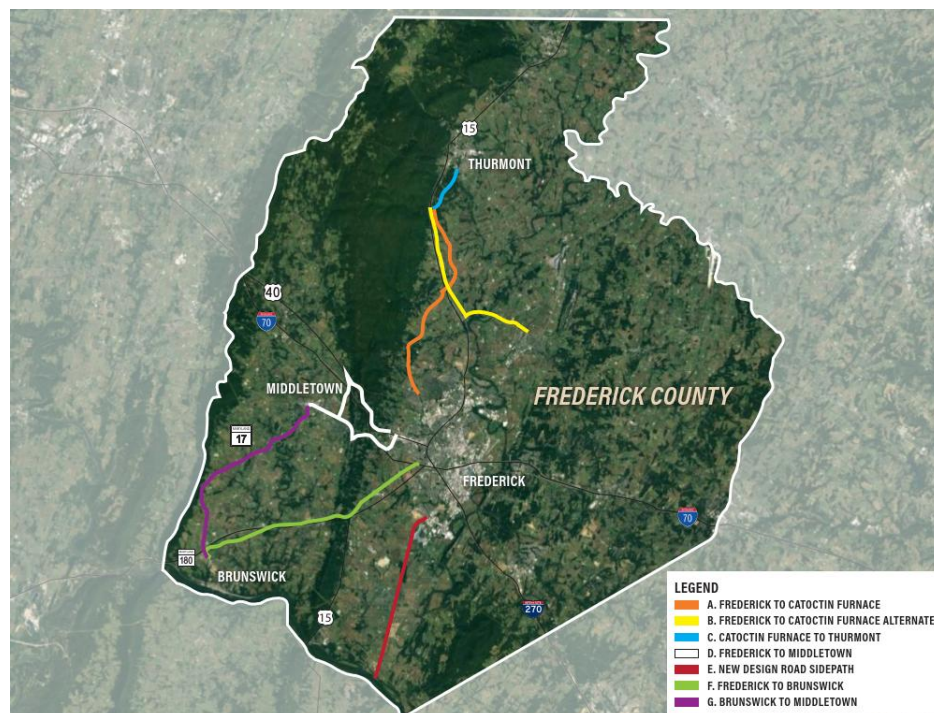 15
THURMONT
40
70
MIDDLETOWN
FREDERICK COUNTY
17
FREDERICK
70
180
BRUNSWICK
15
270
LEGEND
A. FREDERICK TO CATOCTIN FURNACE
B. FREDERICK TO CATOCTIN FURNACE ALTERNATE
C. CATOCTIN FURNACE TO THURMONT
D. FREDERICK TO MIDDLETOWN
E. NEW DESIGN ROAD SIDEPATH
F. FREDERICK TO BRUNSWICK
G. BRUNSWICK TO MIDDLETOWN